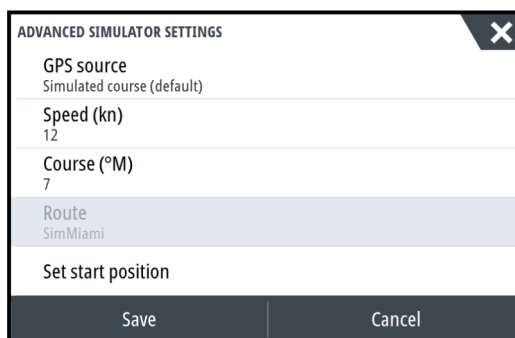 ADVANCED SIMULATOR SETTINGS
GPS source
Simulated course (default)
Speed (kn)
12
Course (°M)
7
Route
SimMiami
Set start position
Save
Cancel